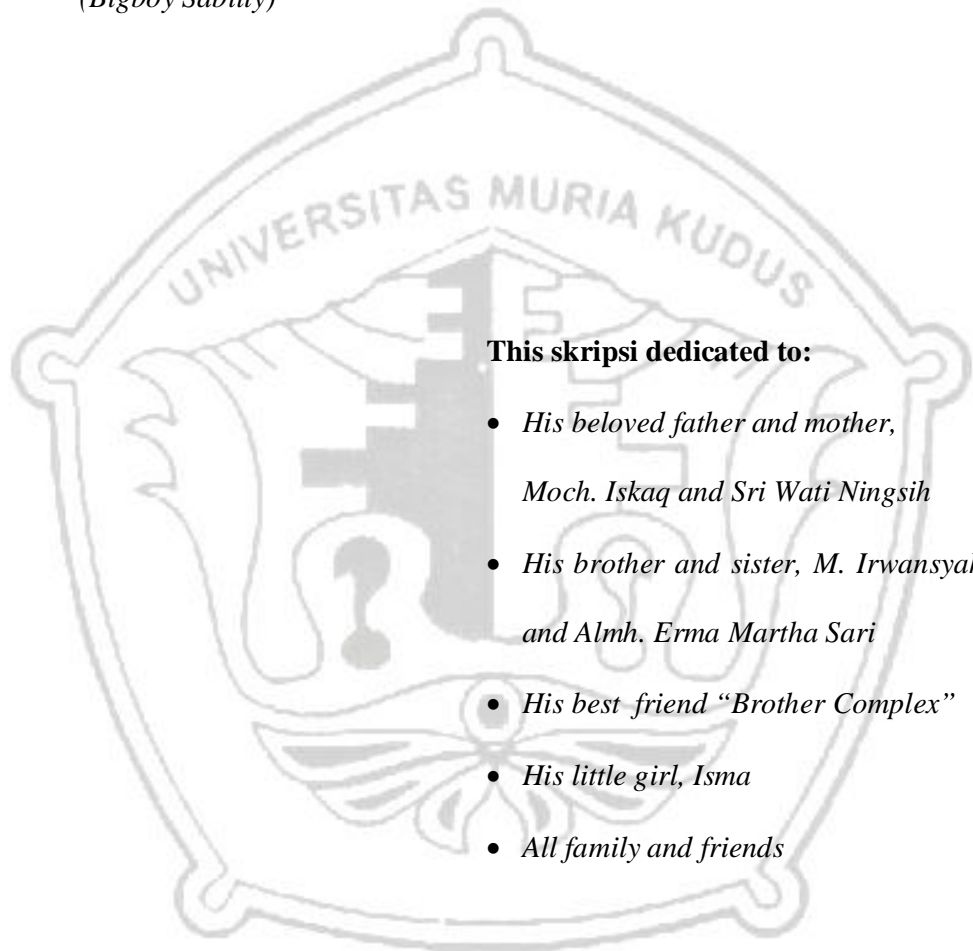 (Bigboy Sabilly)
UNIVERSITAS MURIA KUDUS
This skripsi dedicated to:
• His beloved father and mother,
Moch. Iskaq and Sri Wati Ningsih
• His brother and sister, M. Irwansyah
and Almh. Erma Martha Sari
• His best friend “Brother Complex”
• His little girl, Isma
• All family and friends